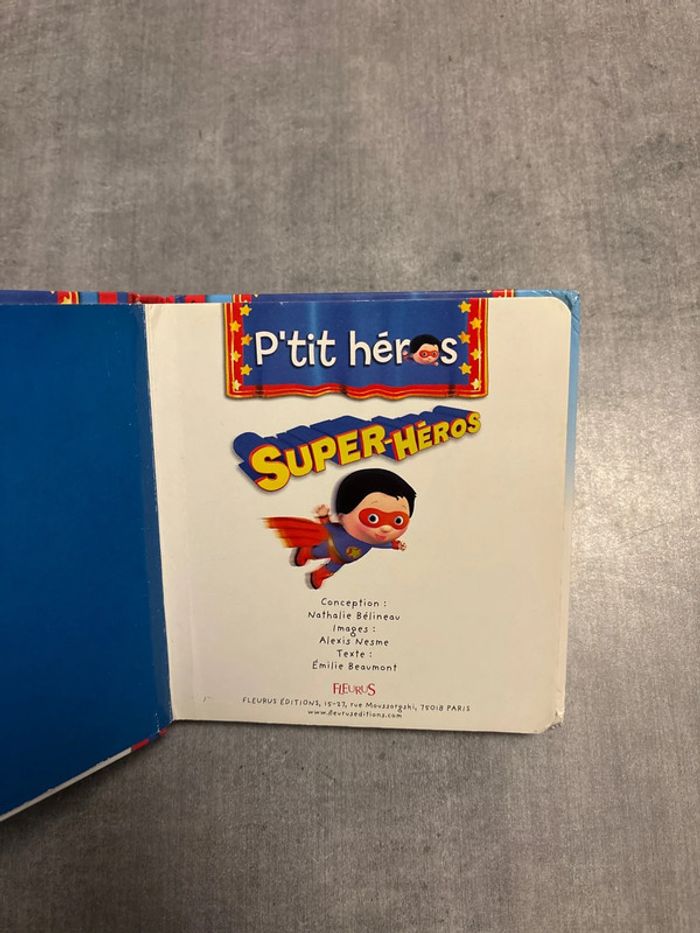 P'tit héros
SUPER-HÉROS
Conception :
Nathalie Bélineau
Images :
Alexis Nesme
Texte :
Émilie Beaumont
FLEURUS
FLEURUS ÉDITIONS, 15-27, rue Moussorgski, 75018 PARIS
www.fleuruseditions.com